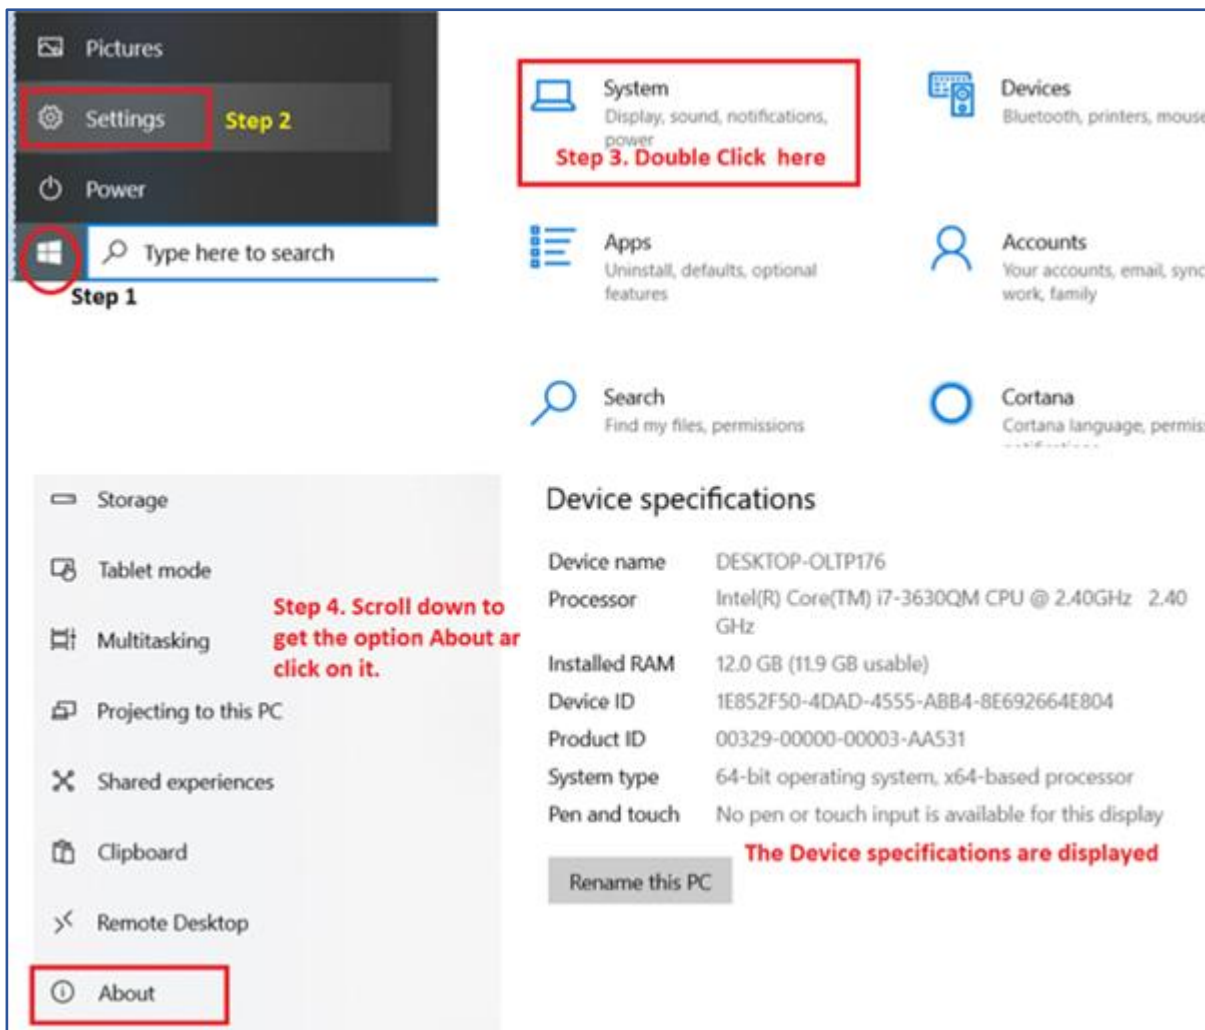 Pictures
Settings
Step 2
Power
Type here to search
Step 1
System
Display, sound, notifications,
power
Step 3. Double Click here
Devices
Bluetooth, printers, mouse
Apps
Uninstall, defaults, optional
features
Accounts
Your accounts, email, sync
work, family
Search
Find my files, permissions
Cortana
Cortana language, permis
Storage
Tablet mode
Multitasking
Projecting to this PC
Shared experiences
Clipboard
Remote Desktop
About
Step 4. Scroll down to
get the option About ar
click on it.
Device specifications
Device name DESKTOP-OLTP176
Processor Intel(R) Core(TM) i7-3630QM CPU @ 2.40GHz 2.40
GHz
Installed RAM 12.0 GB (11.9 GB usable)
Device ID 1E852F50-4DAD-4555-ABB4-8E692664E804
Product ID 00329-00000-00003-AA531
System type 64-bit operating system, x64-based processor
Pen and touch No pen or touch input is available for this display
The Device specifications are displayed
Rename this PC